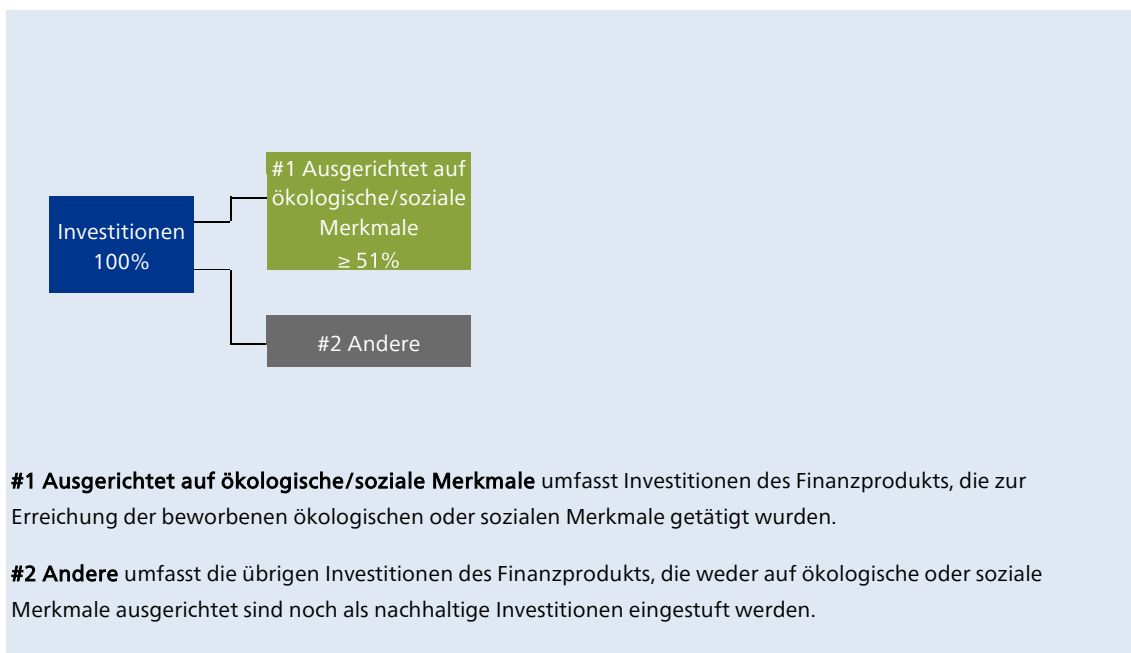 #1 Ausgerichtet auf
ökologische/soziale
Merkmale
≥ 51%
Investitionen
100%
#2 Andere
#1 Ausgerichtet auf ökologische/soziale Merkmale umfasst Investitionen des Finanzprodukts, die zur
Erreichung der beworbenen ökologischen oder sozialen Merkmale getätigt wurden.
#2 Andere umfasst die übrigen Investitionen des Finanzprodukts, die weder auf ökologische oder soziale
Merkmale ausgerichtet sind noch als nachhaltige Investitionen eingestuft werden.